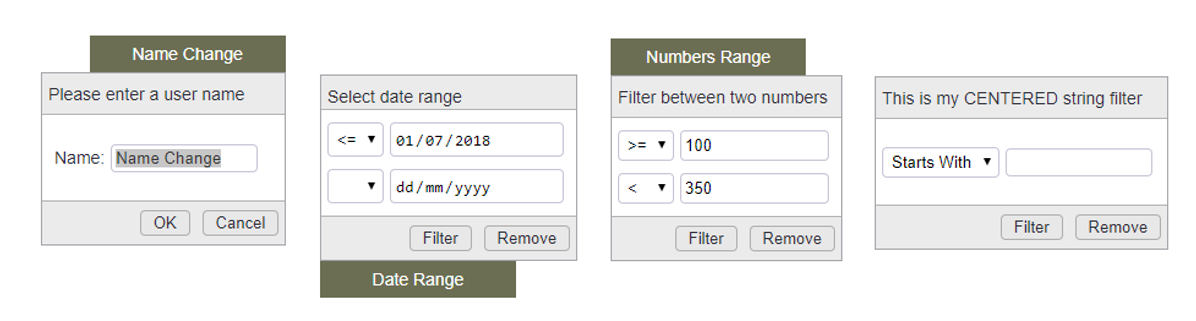 Name Change
Please enter a user name
Name: Name Change
OK Cancel
Select date range
<= 01/07/2018
dd/mm/yyyy
Filter Remove
Date Range
Numbers Range
Filter between two numbers
>= 100
< 350
Filter Remove
This is my CENTERED string filter
Starts With
Filter Remove